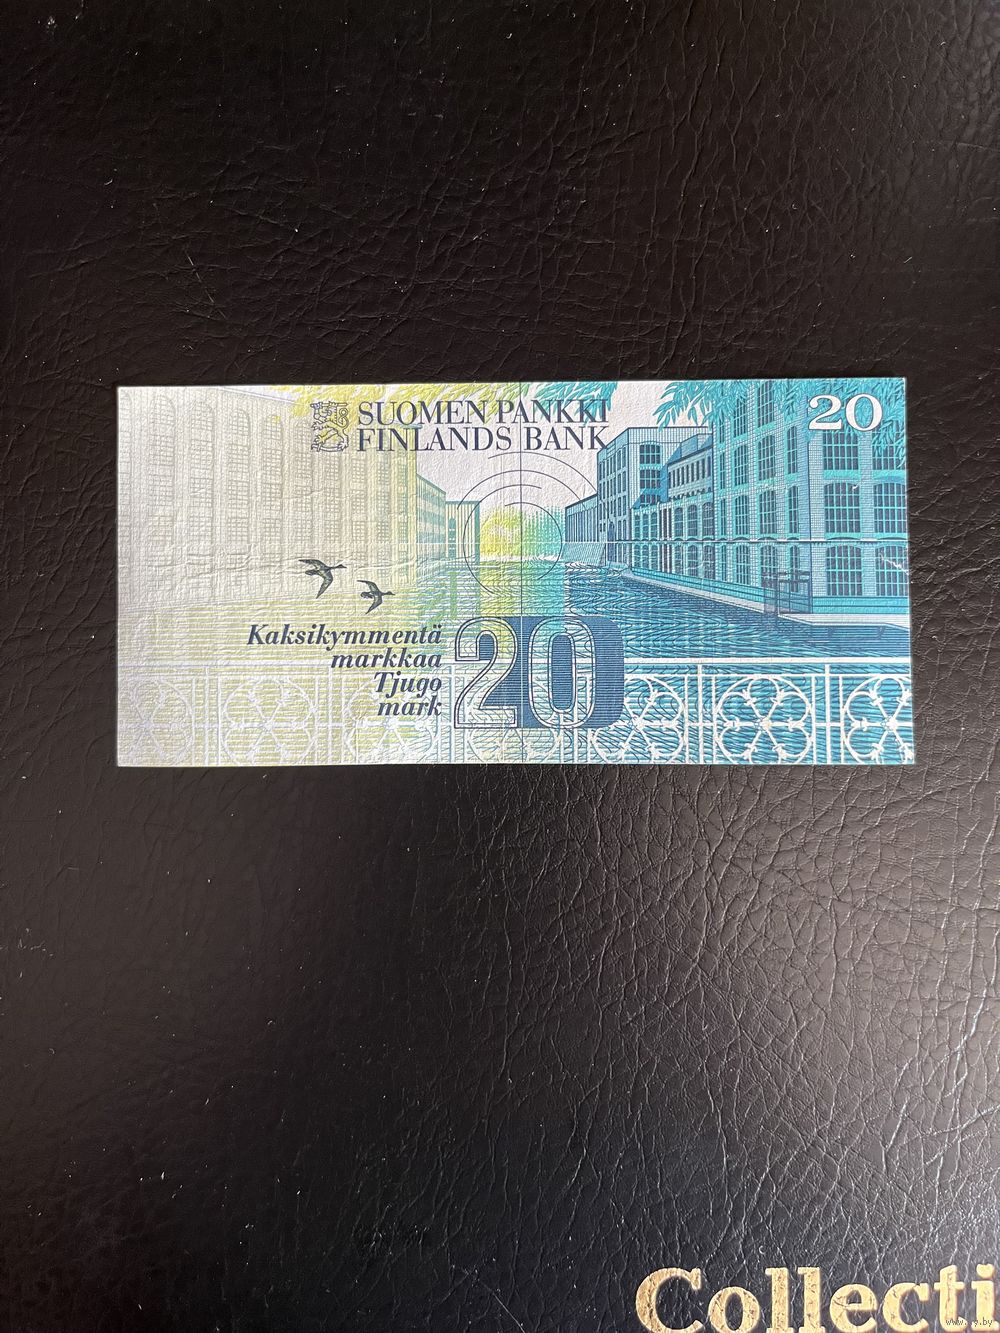 SUOMEN PANKKI
FINLANDS BANK
20
Kaksikymmentä
markkaa
Tjugo
mark
20
Collecti